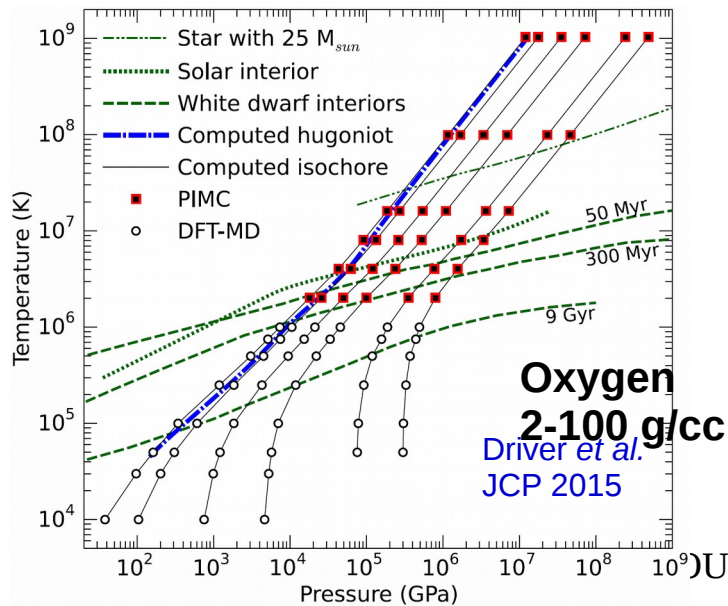 10⁹
10⁸
10⁷
10⁶
10⁵
10⁴
Temperature (K)
Star with 25 Mₛᵤₙ
Solar interior
White dwarf interiors
Computed hugoniot
Computed isochore
PIMC
DFT-MD
50 Myr
300 Myr
9 Gyr
Oxygen
2-100 g/cc
Driver et al.
JCP 2015
10² 10³ 10⁴ 10⁵ 10⁶ 10⁷ 10⁸ 10⁹
Pressure (GPa)